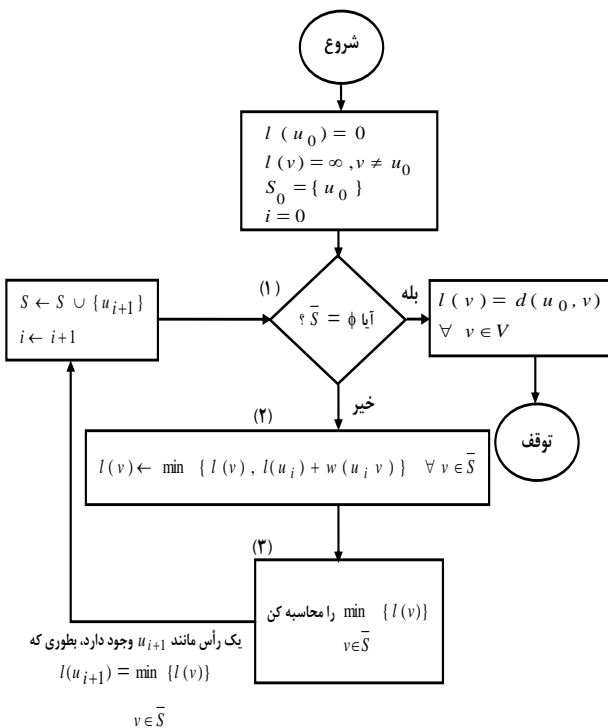 شروع
l ( u₀ ) = 0
l ( v ) = ∞ , v ≠ u₀
S₀ = { u₀ }
i = 0
(۱)
آیا S̅ = ϕ ؟
بله
l ( v ) = d ( u₀ , v )
∀ v ∈ V
توقف
S ← S ∪ { uᵢ₊₁ }
i ← i + 1
خیر
(۲)
l ( v ) ← min { l ( v ) , l ( uᵢ ) + w ( uᵢ v ) } ∀ v ∈ S̅
(۳)
min { l ( v ) } را محاسبه کن
v ∈ S̅
یک رأس مانند uᵢ₊₁ وجود دارد، بطوری که
l ( uᵢ₊₁ ) = min { l ( v ) }
v ∈ S̅